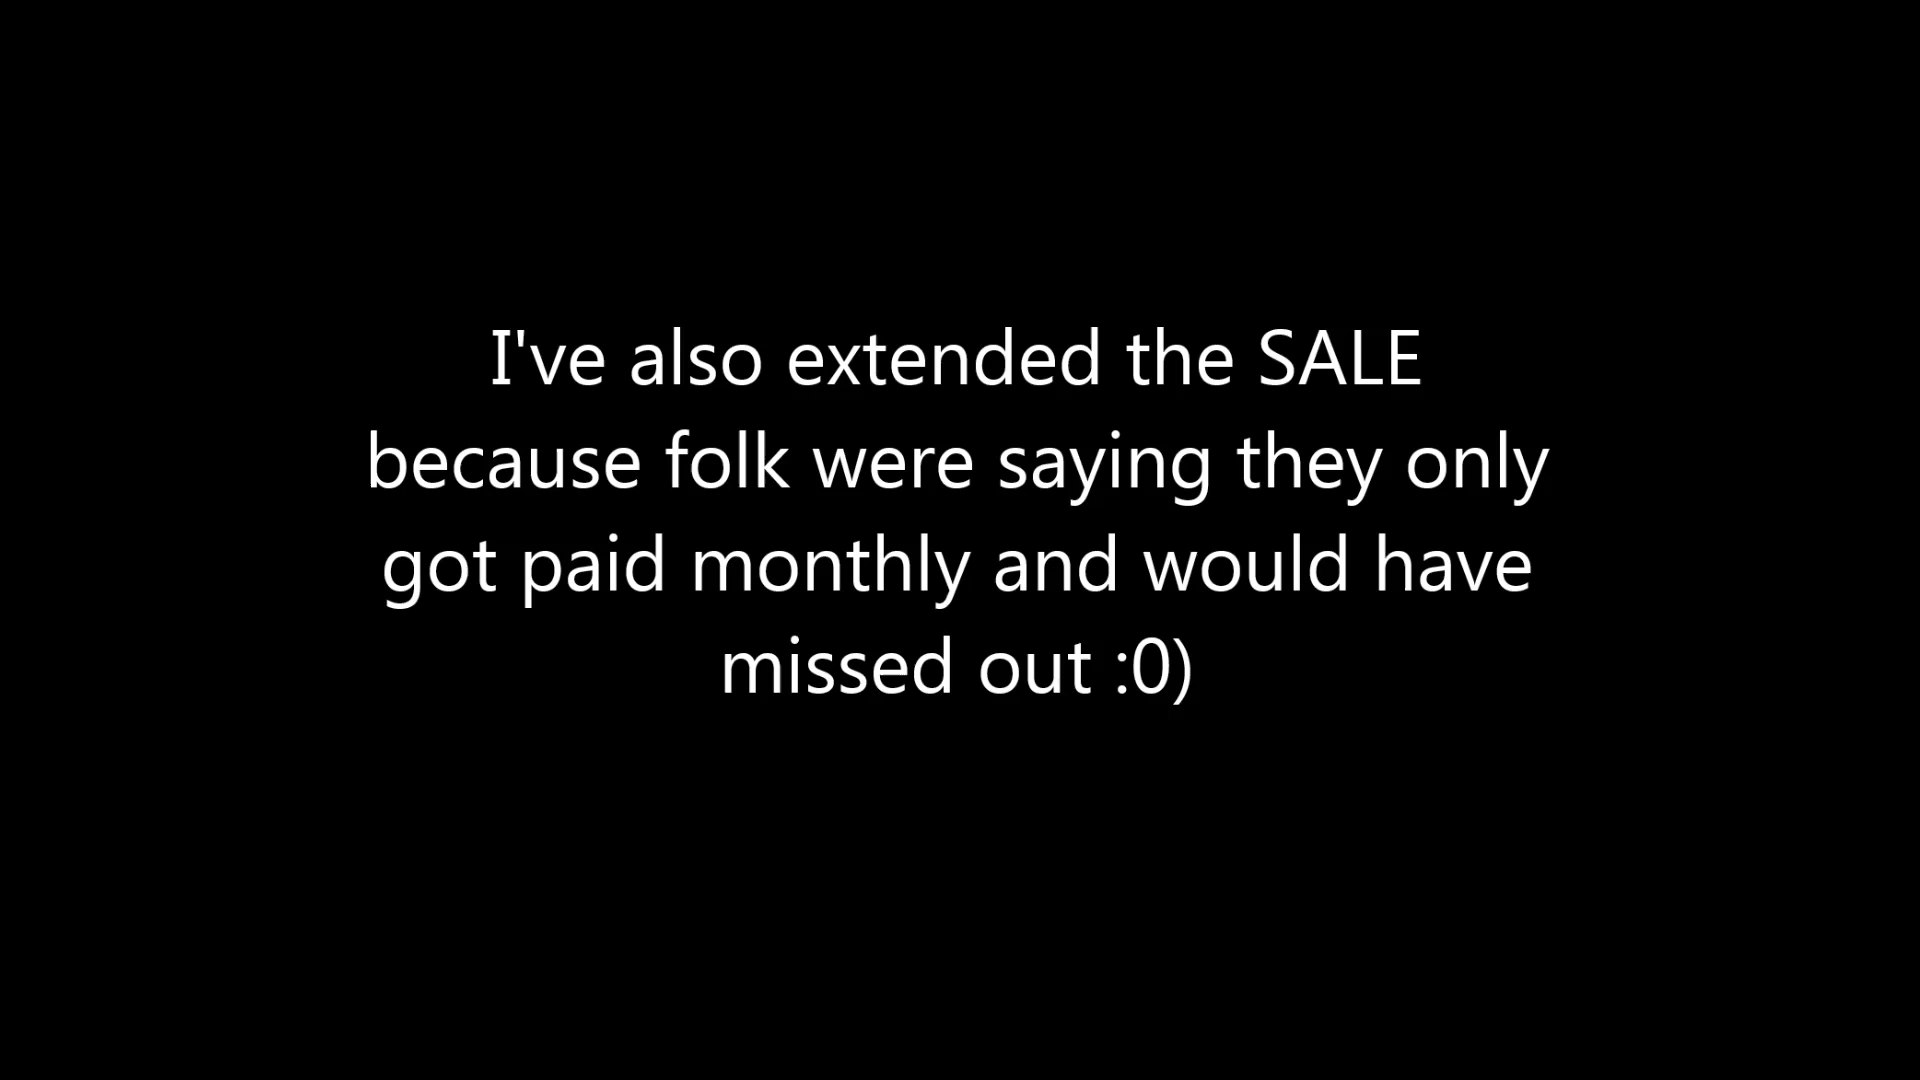 I've also extended the SALE
because folk were saying they only
got paid monthly and would have
missed out :0)